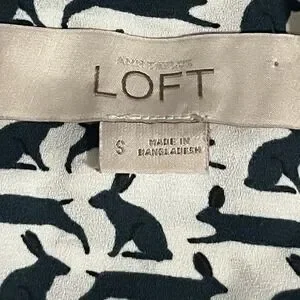 ANN TAYLOR
LOFT
S
MADE IN
BANGLADESH